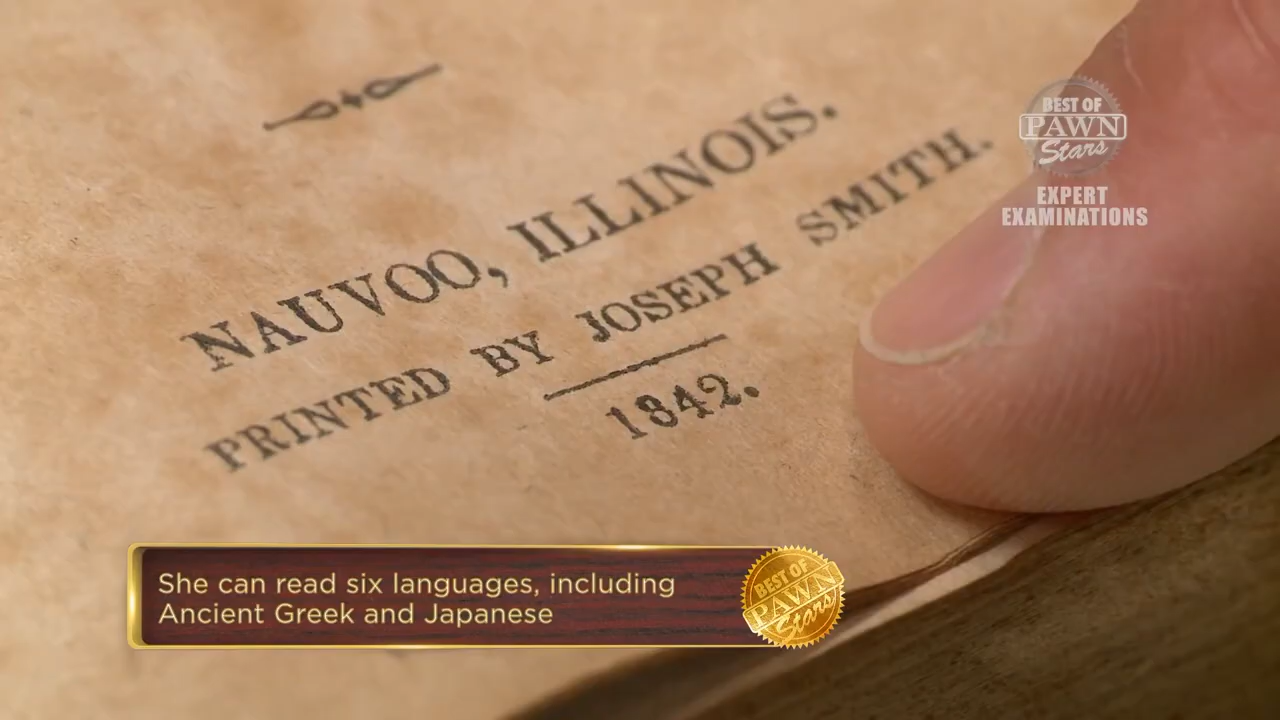 NAUVOO, ILLINOIS.
PRINTED BY JOSEPH SMITH.
1842.
BEST OF
PAWN
Stars
EXPERT
EXAMINATIONS
She can read six languages, including
Ancient Greek and Japanese
BEST OF
PAWN
Stars